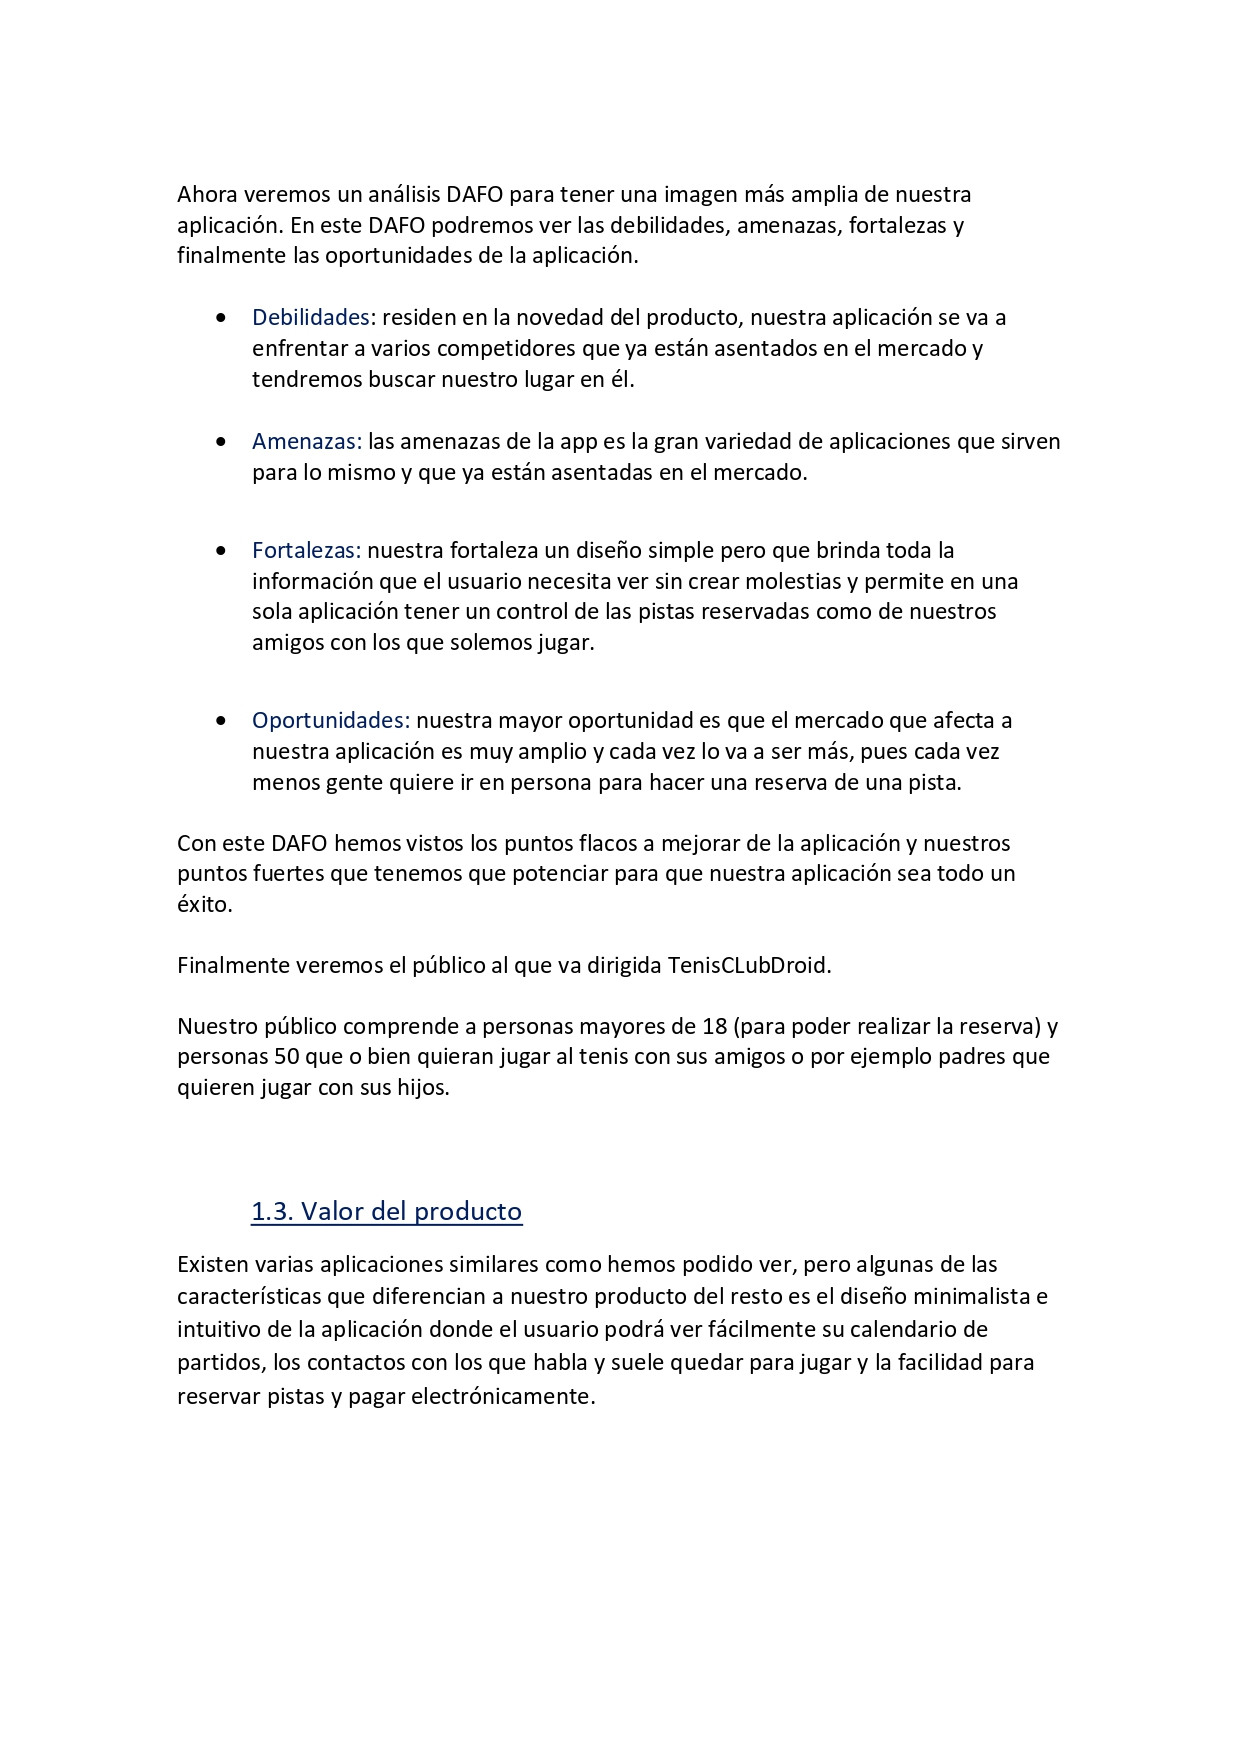 Ahora veremos un análisis DAFO para tener una imagen más amplia de nuestra
aplicación. En este DAFO podremos ver las debilidades, amenazas, fortalezas y
finalmente las oportunidades de la aplicación.
• Debilidades: residen en la novedad del producto, nuestra aplicación se va a
enfrentar a varios competidores que ya están asentados en el mercado y
tendremos buscar nuestro lugar en él.
• Amenazas: las amenazas de la app es la gran variedad de aplicaciones que sirven
para lo mismo y que ya están asentadas en el mercado.
• Fortalezas: nuestra fortaleza un diseño simple pero que brinda toda la
información que el usuario necesita ver sin crear molestias y permite en una
sola aplicación tener un control de las pistas reservadas como de nuestros
amigos con los que solemos jugar.
• Oportunidades: nuestra mayor oportunidad es que el mercado que afecta a
nuestra aplicación es muy amplio y cada vez lo va a ser más, pues cada vez
menos gente quiere ir en persona para hacer una reserva de una pista.
Con este DAFO hemos vistos los puntos flacos a mejorar de la aplicación y nuestros
puntos fuertes que tenemos que potenciar para que nuestra aplicación sea todo un
éxito.
Finalmente veremos el público al que va dirigida TenisCLubDroid.
Nuestro público comprende a personas mayores de 18 (para poder realizar la reserva) y
personas 50 que o bien quieran jugar al tenis con sus amigos o por ejemplo padres que
quieren jugar con sus hijos.
1.3. Valor del producto
Existen varias aplicaciones similares como hemos podido ver, pero algunas de las
características que diferencian a nuestro producto del resto es el diseño minimalista e
intuitivo de la aplicación donde el usuario podrá ver fácilmente su calendario de
partidos, los contactos con los que habla y suele quedar para jugar y la facilidad para
reservar pistas y pagar electrónicamente.